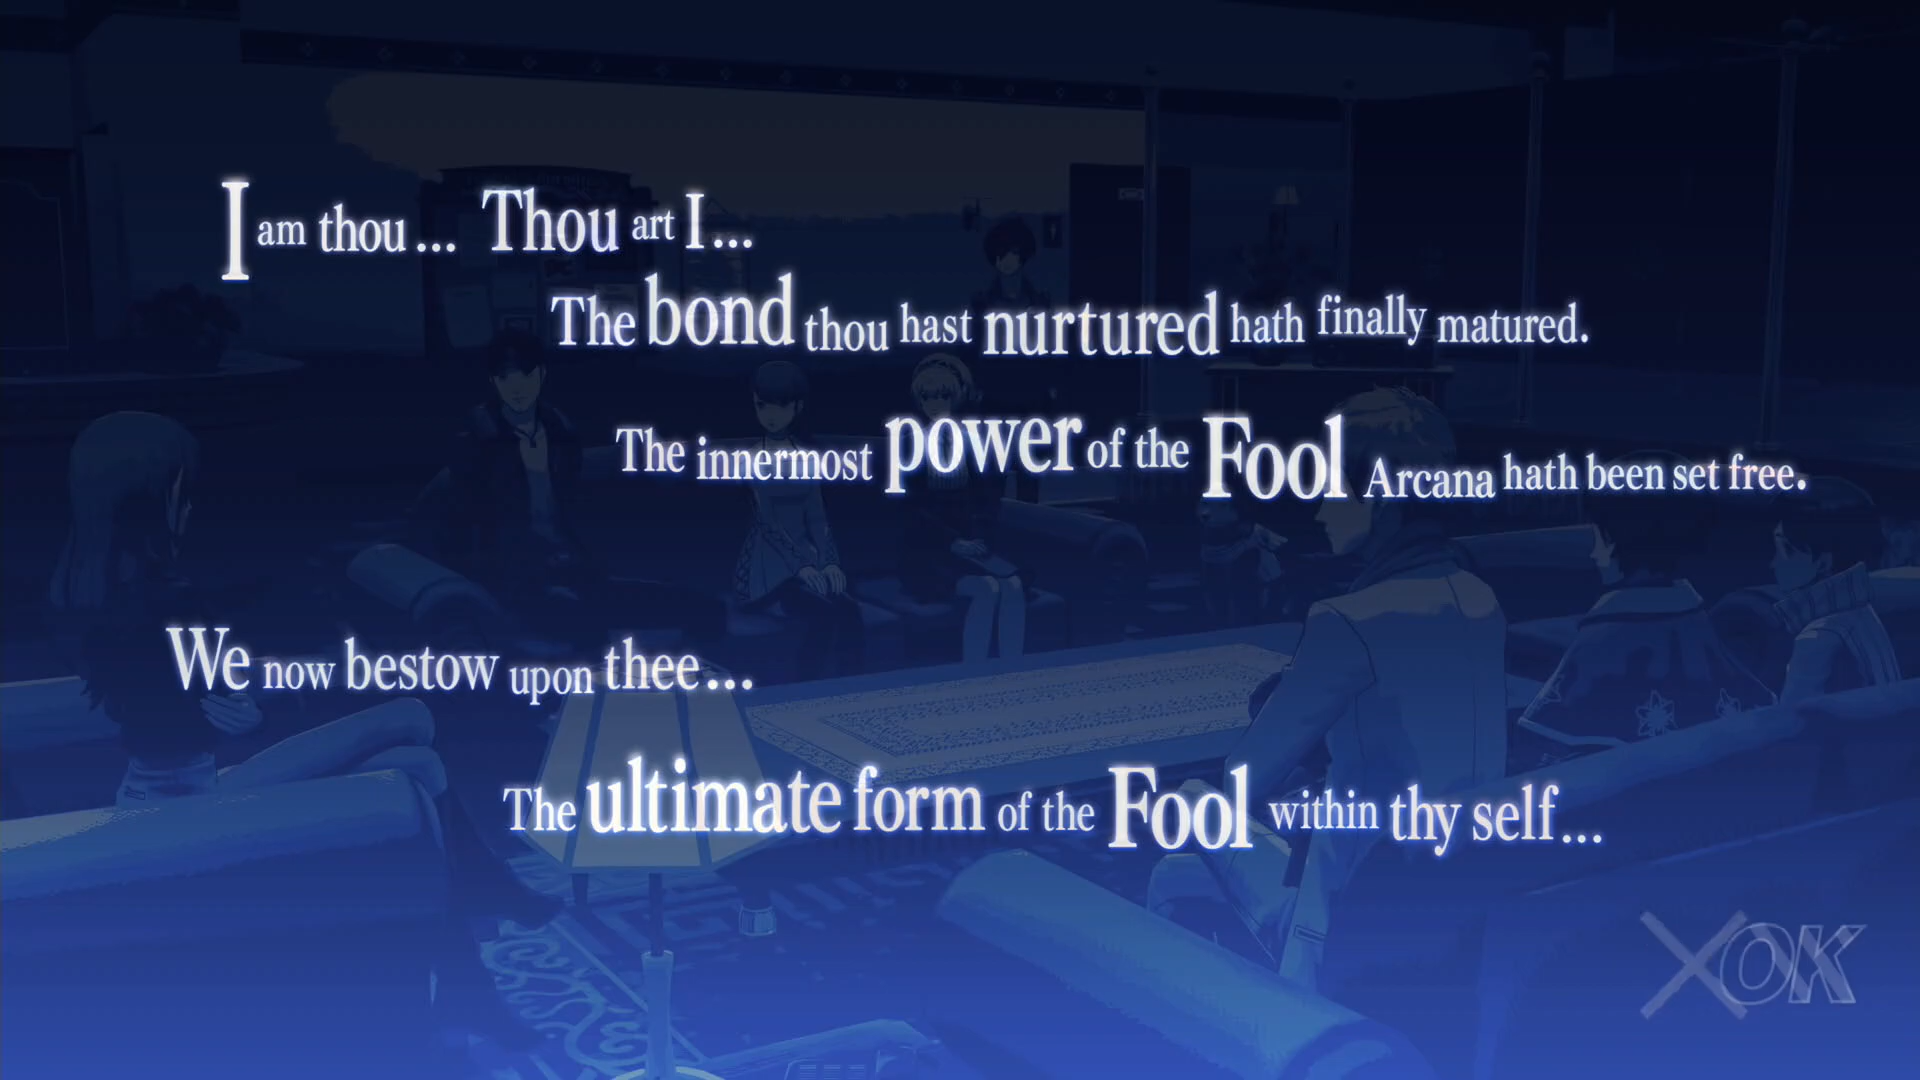 I am thou... Thou art I...
The bond thou hast nurtured hath finally matured.
The innermost power of the Fool Arcana hath been set free.
We now bestow upon thee...
The ultimate form of the Fool within thy self...
OK